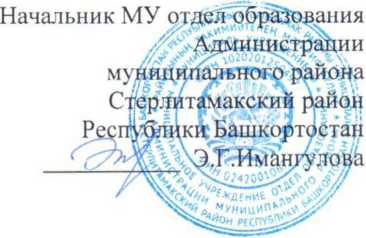 Начальник МУ отдел образования
Администрации
муниципального района
Стерлитамакский район
Республики Башкортостан
Э.Г.Имангулова